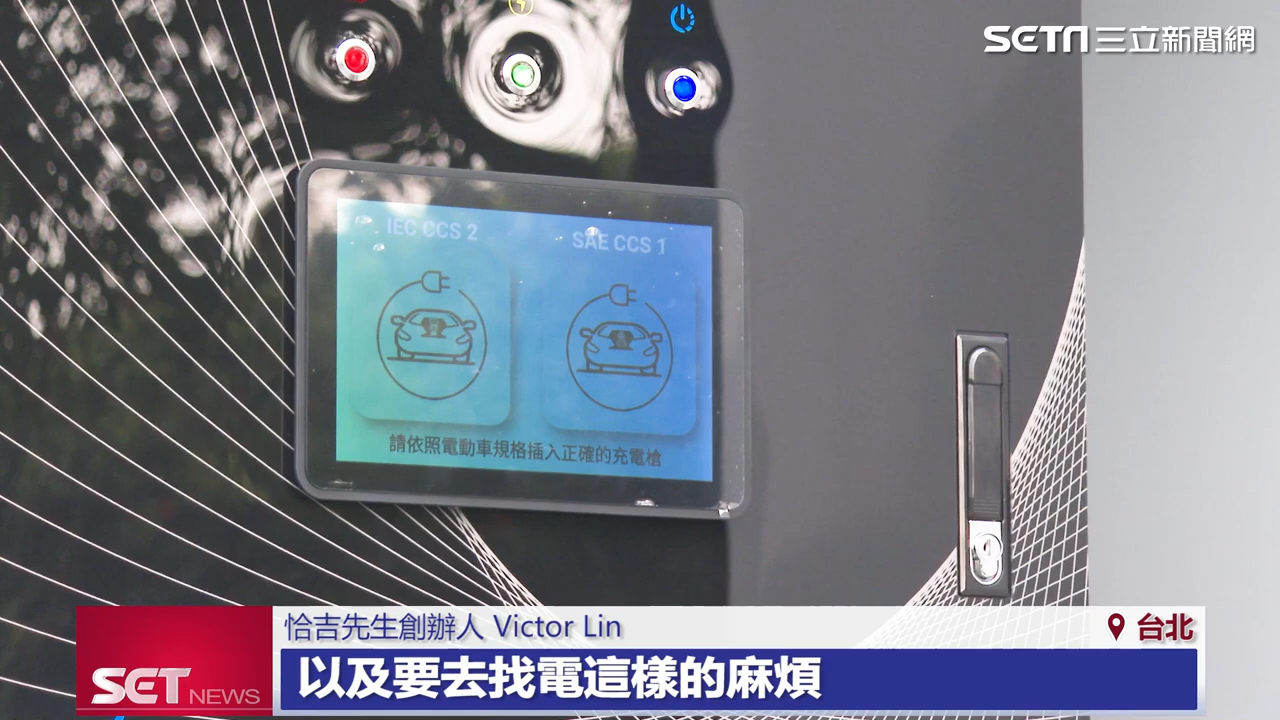 SETN三立新聞網
IEC CCS 2
SAE CCS 1
請依照電動車規格插入正確的充電槍
恰吉先生創辦人 Victor Lin
台北
以及要去找電這樣的麻煩
SET NEWS